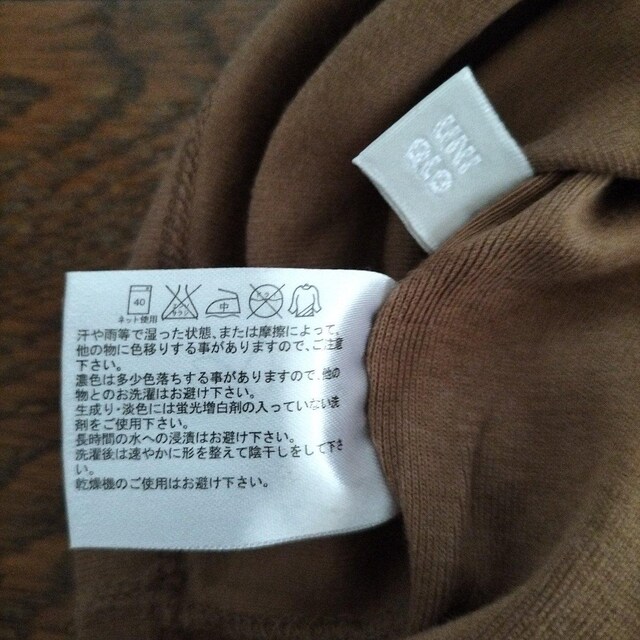 UNI
QLO
40
中
ネット使用
汗や雨等で湿った状態、または摩擦によって、
他の物に色移りする事がありますので、ご注意
下さい。
濃色は多少色落ちする事がありますので、他の
物とのお洗濯はお避け下さい。
生成り・淡色には蛍光増白剤の入っていない洗
剤をご使用下さい。
長時間の水への浸漬はお避け下さい。
洗濯後は速やかに形を整えて陰干しをして下さ
い。
乾燥機のご使用はお避け下さい。